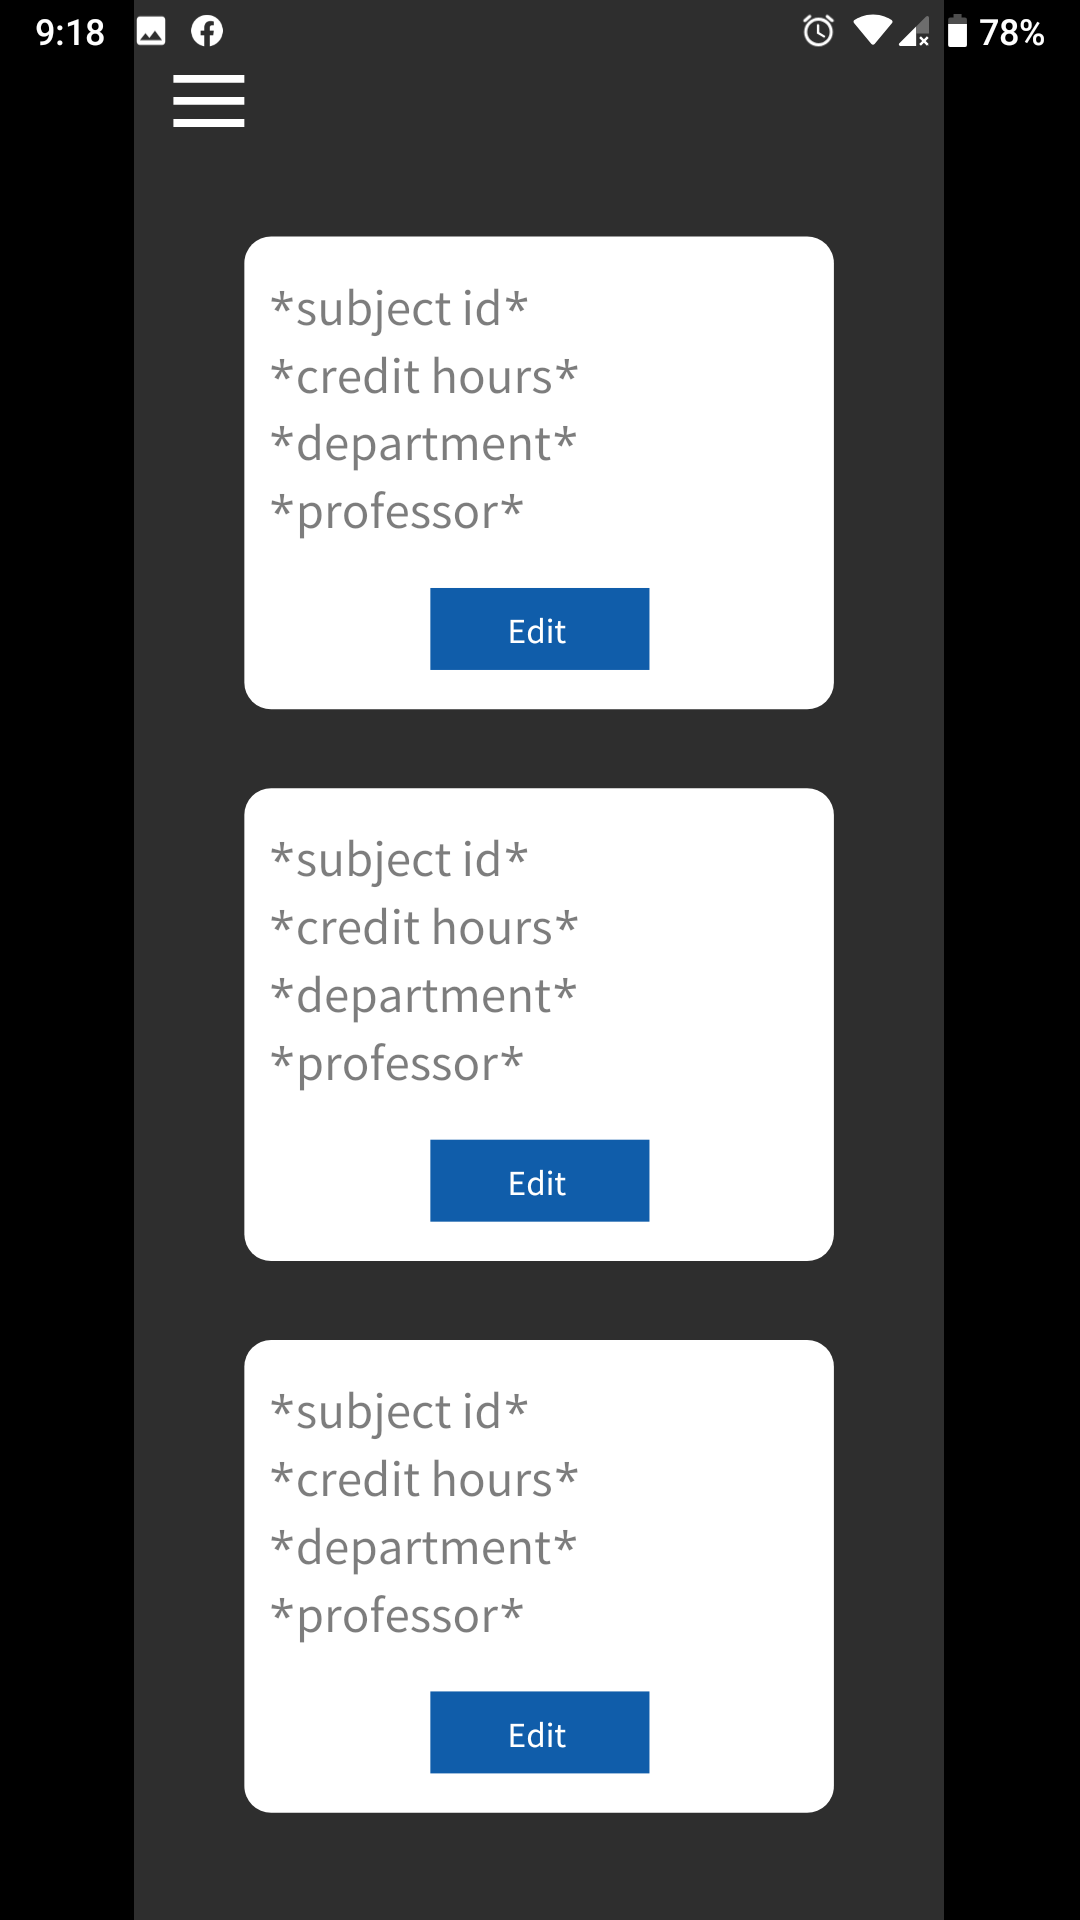 9:18 78%
*subject id*
*credit hours*
*department*
*professor*
Edit
*subject id*
*credit hours*
*department*
*professor*
Edit
*subject id*
*credit hours*
*department*
*professor*
Edit